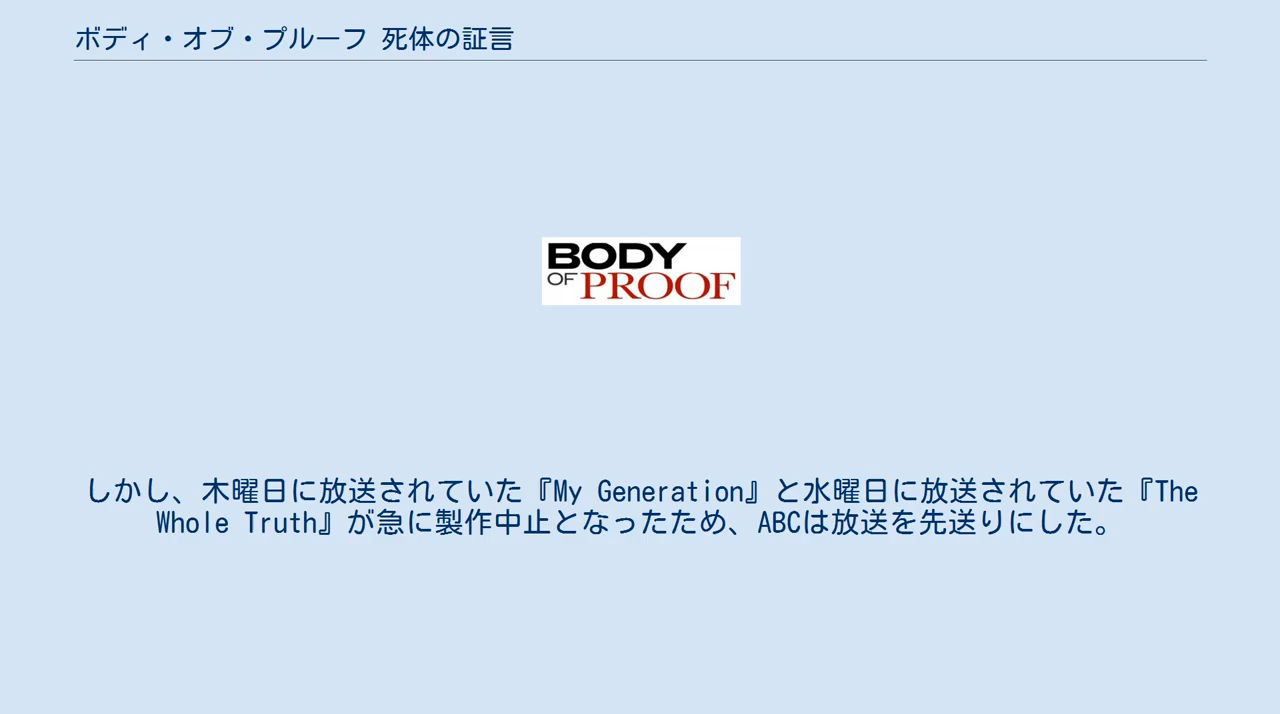 ボディ・オブ・プルーフ 死体の証言
BODY
OF PROOF
しかし、木曜日に放送されていた『My Generation』と水曜日に放送されていた『The
Whole Truth』が急に製作中止となったため、ABCは放送を先送りにした。